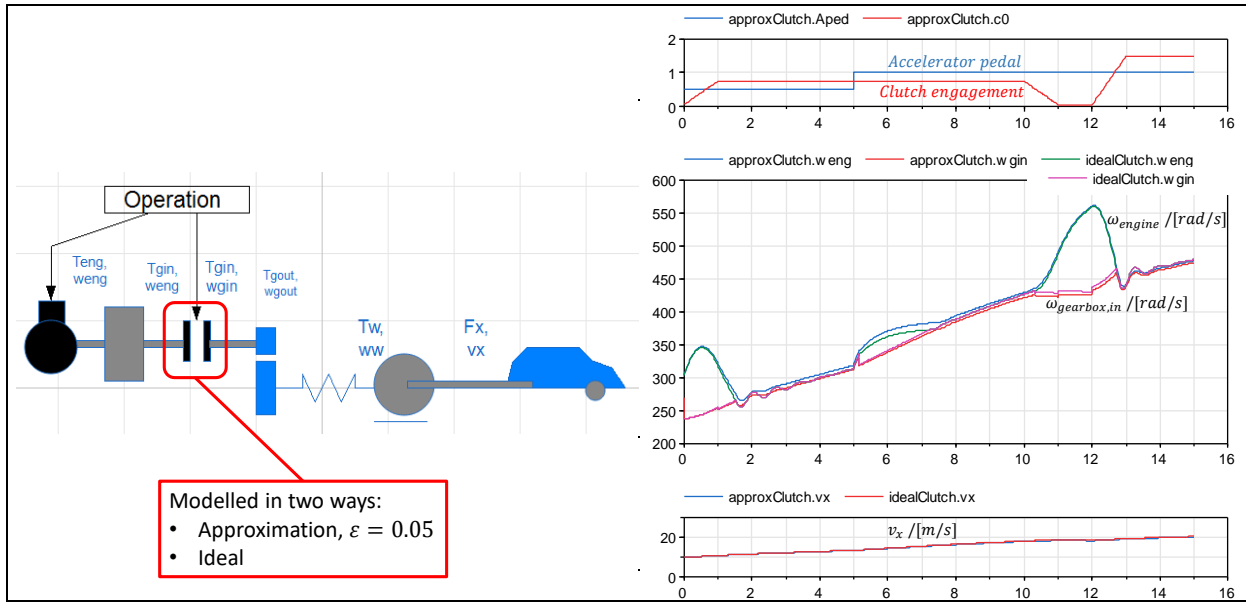 Operation
Teng,
weng
Tgin,
weng
Tgin,
wgin
Tgout,
wgout
Tw,
ww
Fx,
vx
Modelled in two ways:
• Approximation, ε = 0.05
• Ideal
approxClutch.Aped approxClutch.c0
2
1
0
Accelerator pedal
Clutch engagement
0 2 4 6 8 10 12 14 16
approxClutch.w eng approxClutch.w gin idealClutch.w eng
idealClutch.w gin
600
550
500
450
400
350
300
250
200
ω_engine /[rad/s]
ω_gearbox,in /[rad/s]
0 2 4 6 8 10 12 14 16
approxClutch.vx idealClutch.vx
20
0
v_x /[m/s]
0 2 4 6 8 10 12 14 16